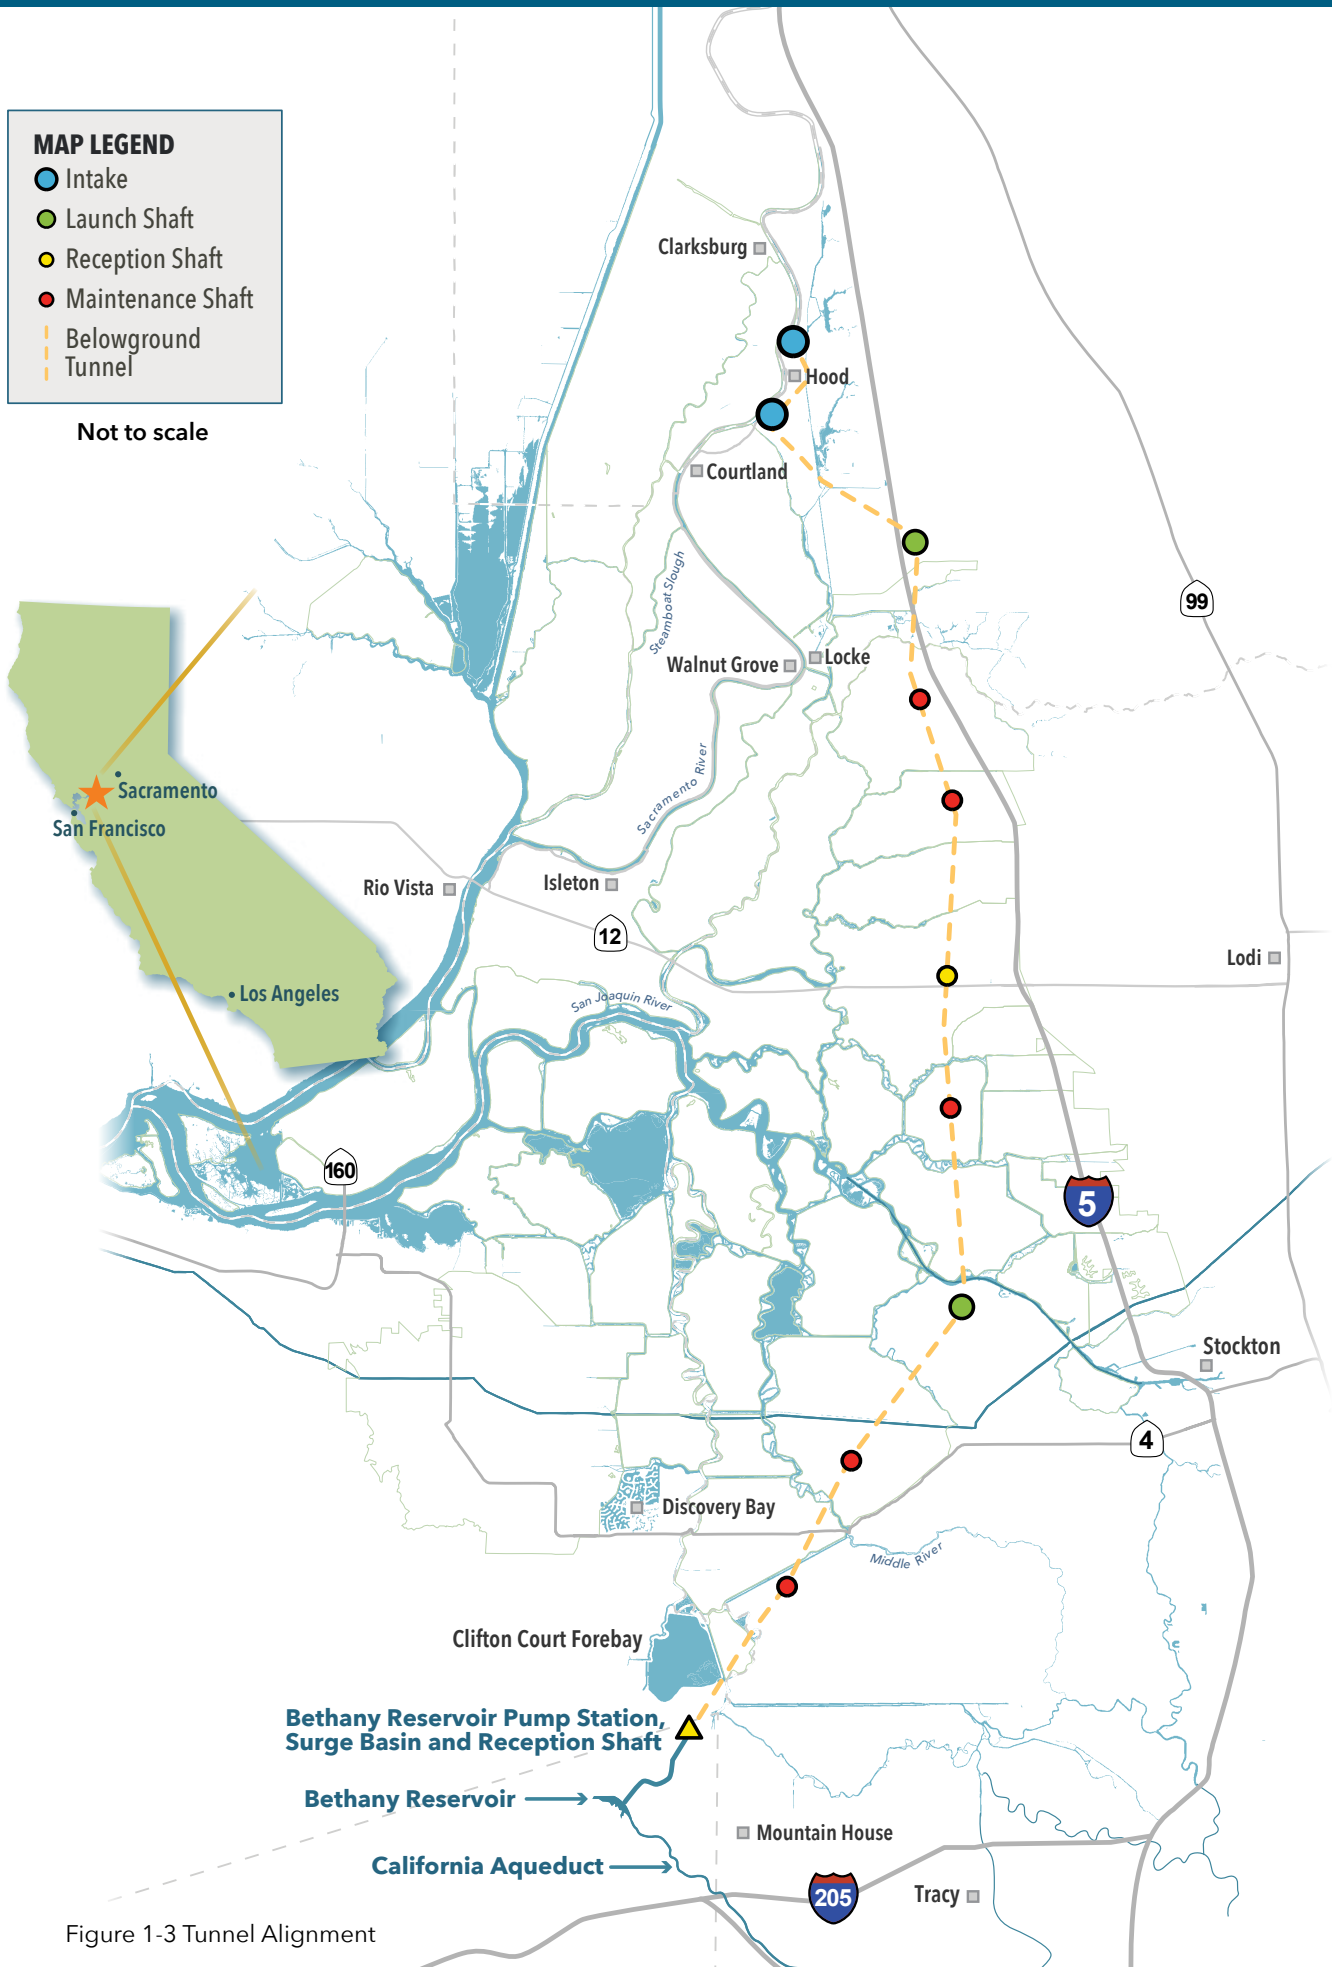 MAP LEGEND
Intake
Launch Shaft
Reception Shaft
Maintenance Shaft
Belowground
Tunnel
Not to scale
Clarksburg
Hood
Courtland
Steamboat Slough
99
Walnut Grove
Locke
Sacramento River
Sacramento
San Francisco
Los Angeles
Rio Vista
Isleton
12
Lodi
San Joaquin River
160
5
Stockton
4
Discovery Bay
Middle River
Clifton Court Forebay
Bethany Reservoir Pump Station,
Surge Basin and Reception Shaft
Bethany Reservoir
Mountain House
California Aqueduct
205
Tracy
Figure 1-3 Tunnel Alignment